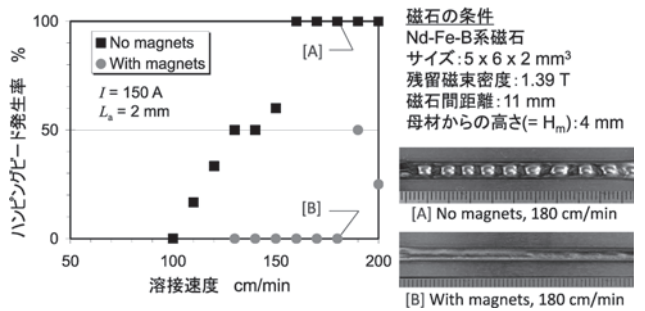 ハンピングビード発生率 %
100
50
0
No magnets
With magnets
I = 150 A
Lₐ = 2 mm
[A]
[B]
50
100
150
200
溶接速度 cm/min
磁石の条件
Nd-Fe-B系磁石
サイズ:5 x 6 x 2 mm³
残留磁束密度:1.39 T
磁石間距離:11 mm
母材からの高さ(= Hₘ):4 mm
[A] No magnets, 180 cm/min
[B] With magnets, 180 cm/min